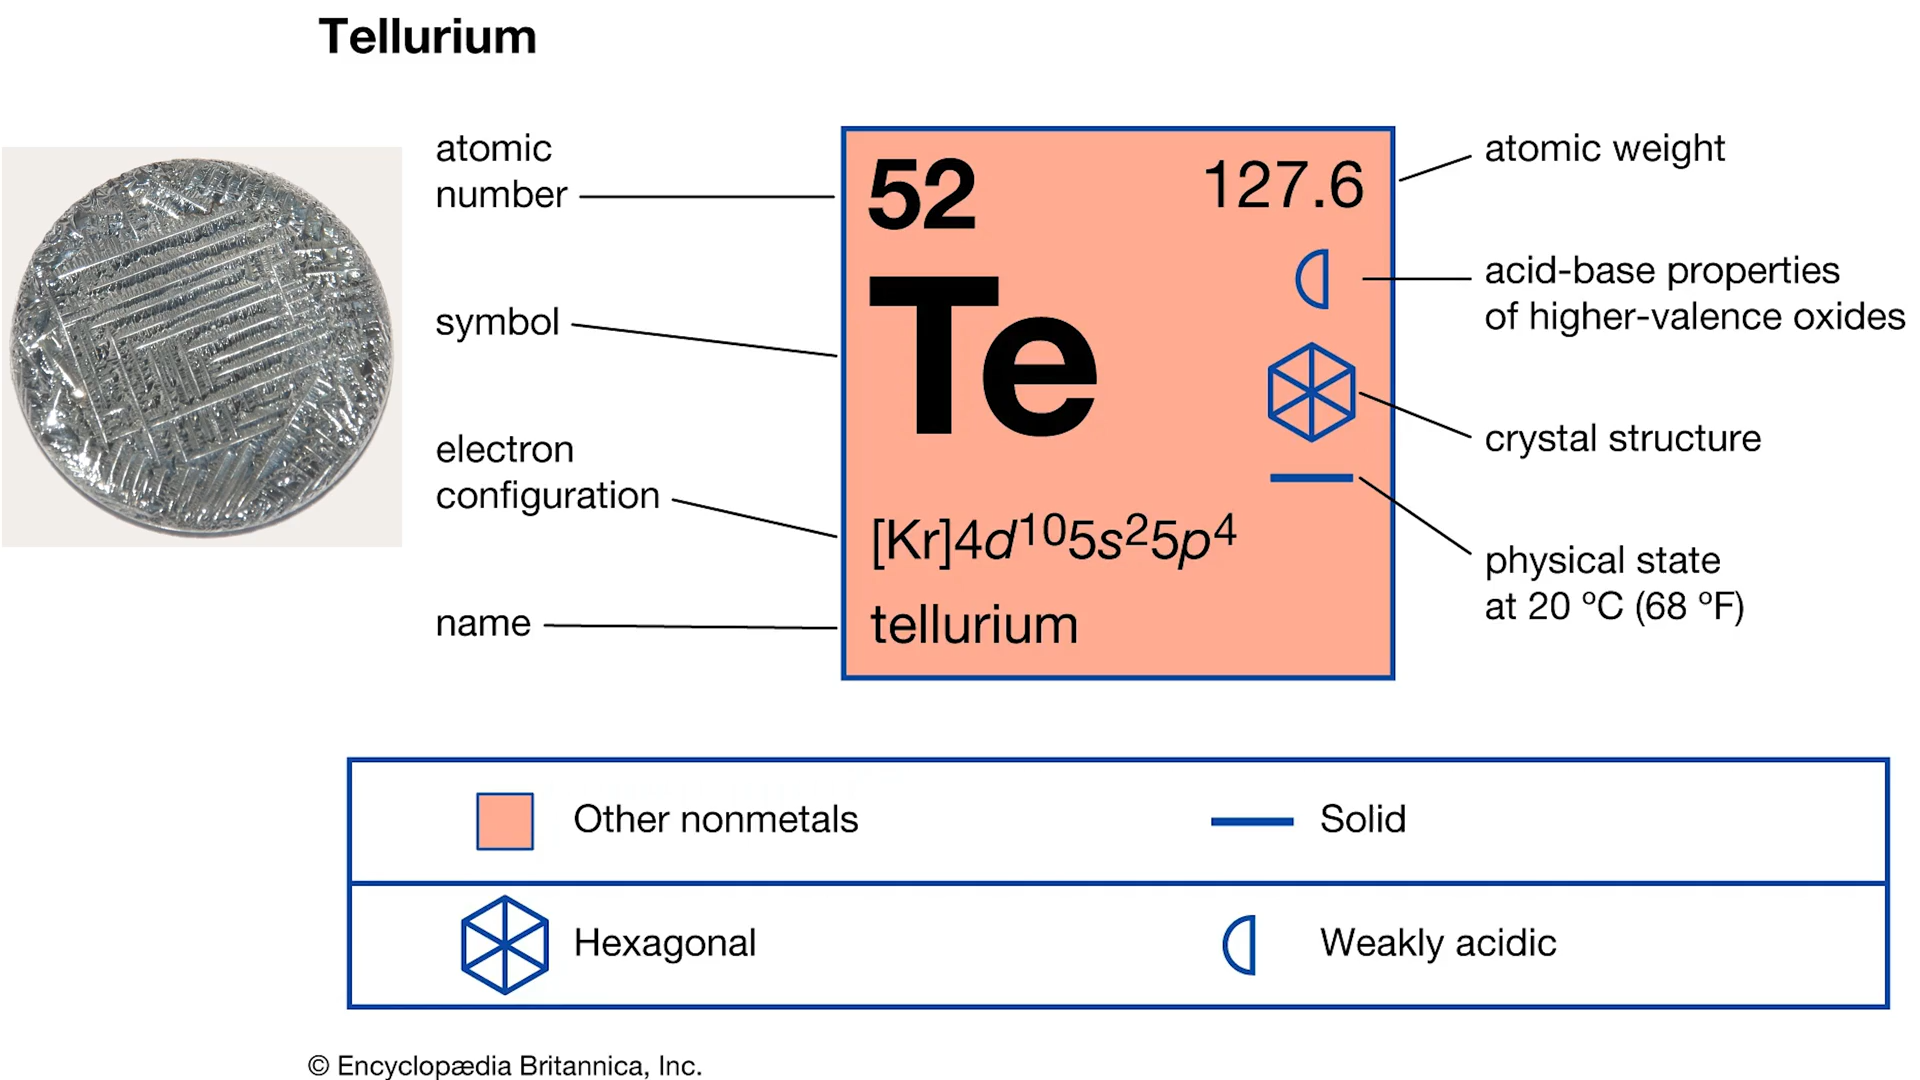 Tellurium
atomic
number
symbol
electron
configuration
name
52
127.6
Te
[Kr]4d¹⁰5s²5p⁴
tellurium
atomic weight
acid-base properties
of higher-valence oxides
crystal structure
physical state
at 20 ºC (68 ºF)
Other nonmetals
Solid
Hexagonal
Weakly acidic
© Encyclopædia Britannica, Inc.